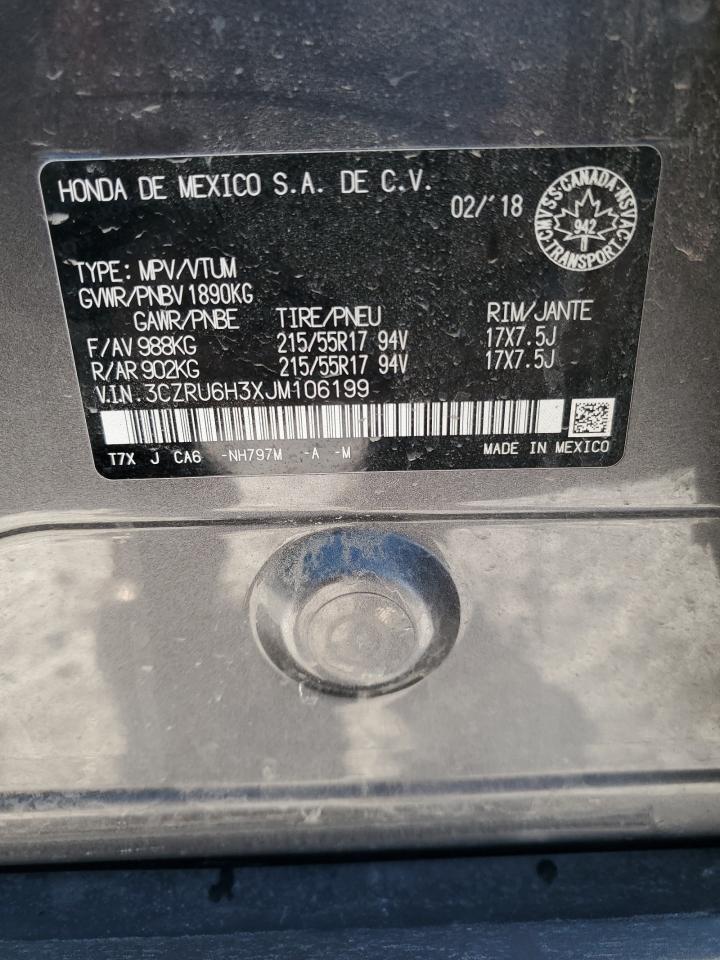 HONDA DE MEXICO S.A. DE C.V.
02/'18
CMVSS·CANADA·NSVAC·
942
TRANSPORT
TYPE: MPV/VTUM
GVWR/PNBV 1890KG
GAWR/PNBE TIRE/PNEU RIM/JANTE
F/AV 988KG 215/55R17 94V 17X7.5J
R/AR 902KG 215/55R17 94V 17X7.5J
V.I.N. 3CZRU6H3XJM106199
T7X J CA6 -NH797M -A -M MADE IN MEXICO